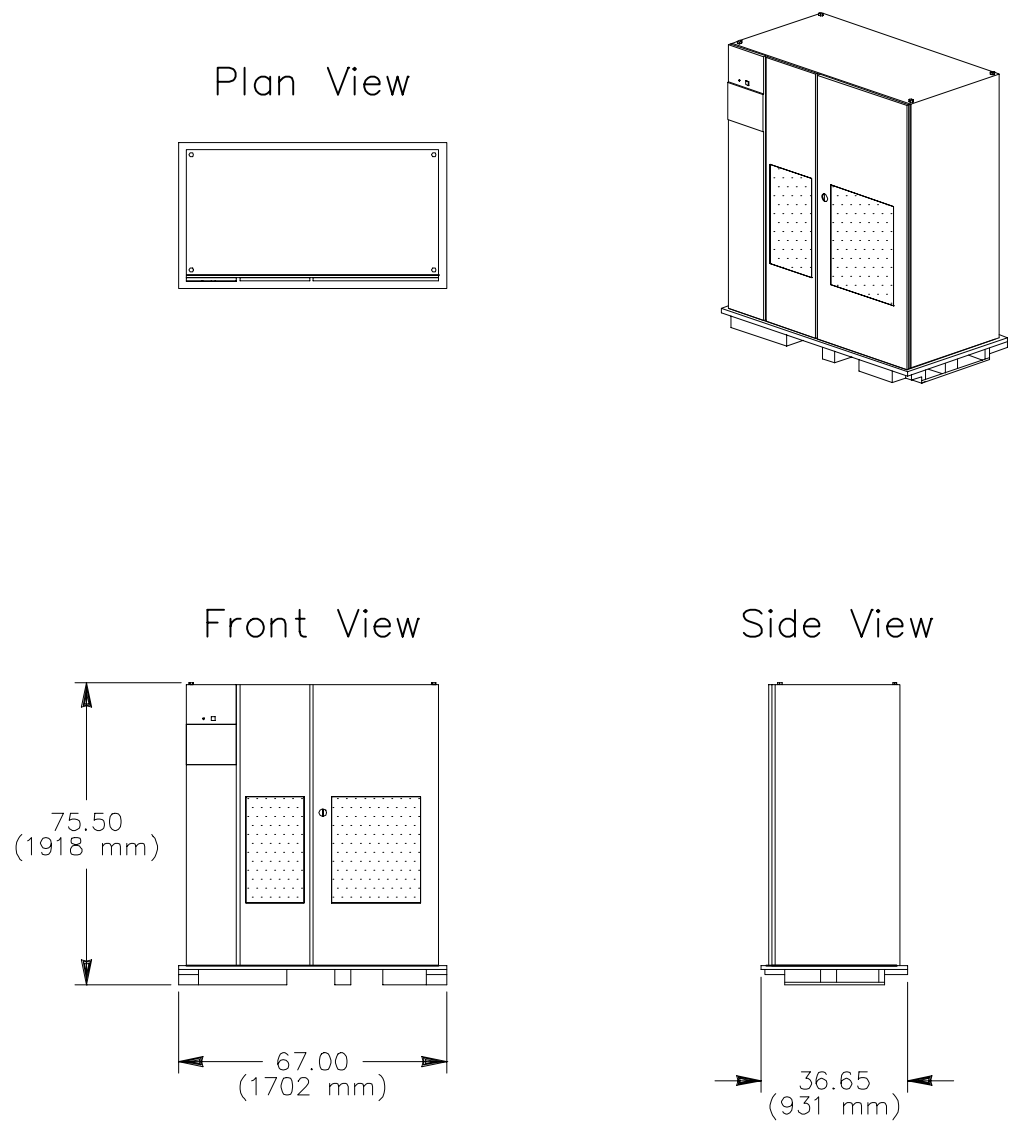 Plan View
Front View
Side View
75.50
(1918 mm)
67.00
(1702 mm)
36.65
(931 mm)